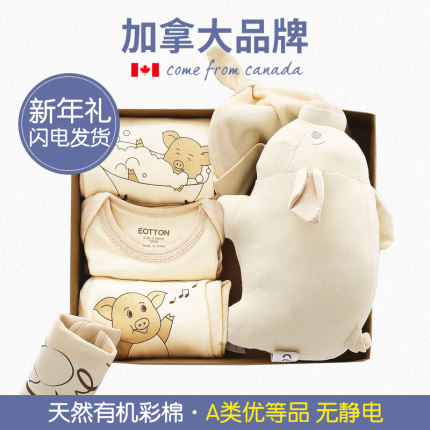 加拿大品牌
come from canada
新年礼
闪电发货
EOTTON
天然有机彩棉·A类优等品 无静电